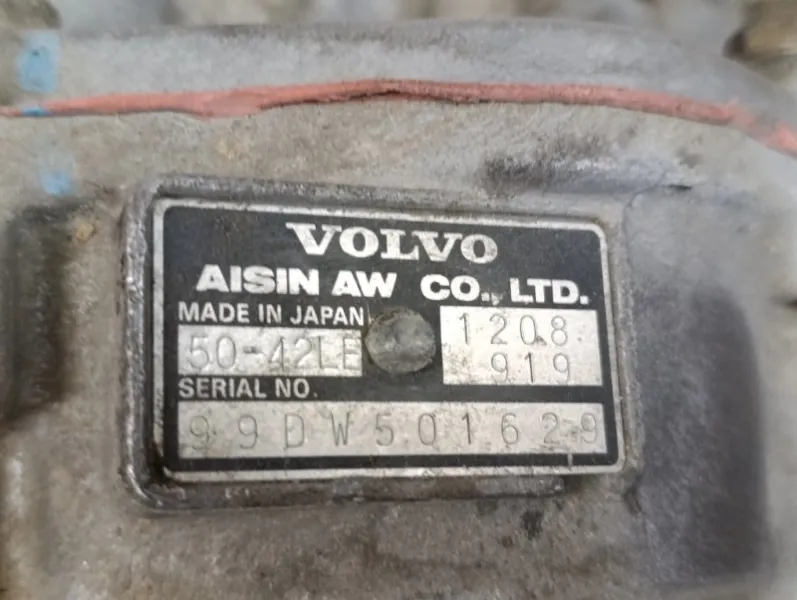 VOLVO
AISIN AW CO., LTD.
MADE IN JAPAN
50-42LE
1208
919
SERIAL NO.
99DW501629